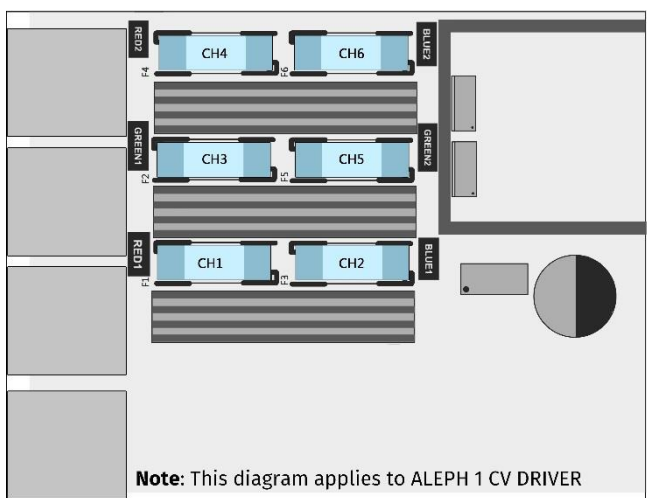 RED2
CH4
CH6
BLUE2
F4
F6
GREEN1
CH3
CH5
GREEN2
F2
F5
RED1
CH1
CH2
BLUE1
F1
F3
Note: This diagram applies to ALEPH 1 CV DRIVER